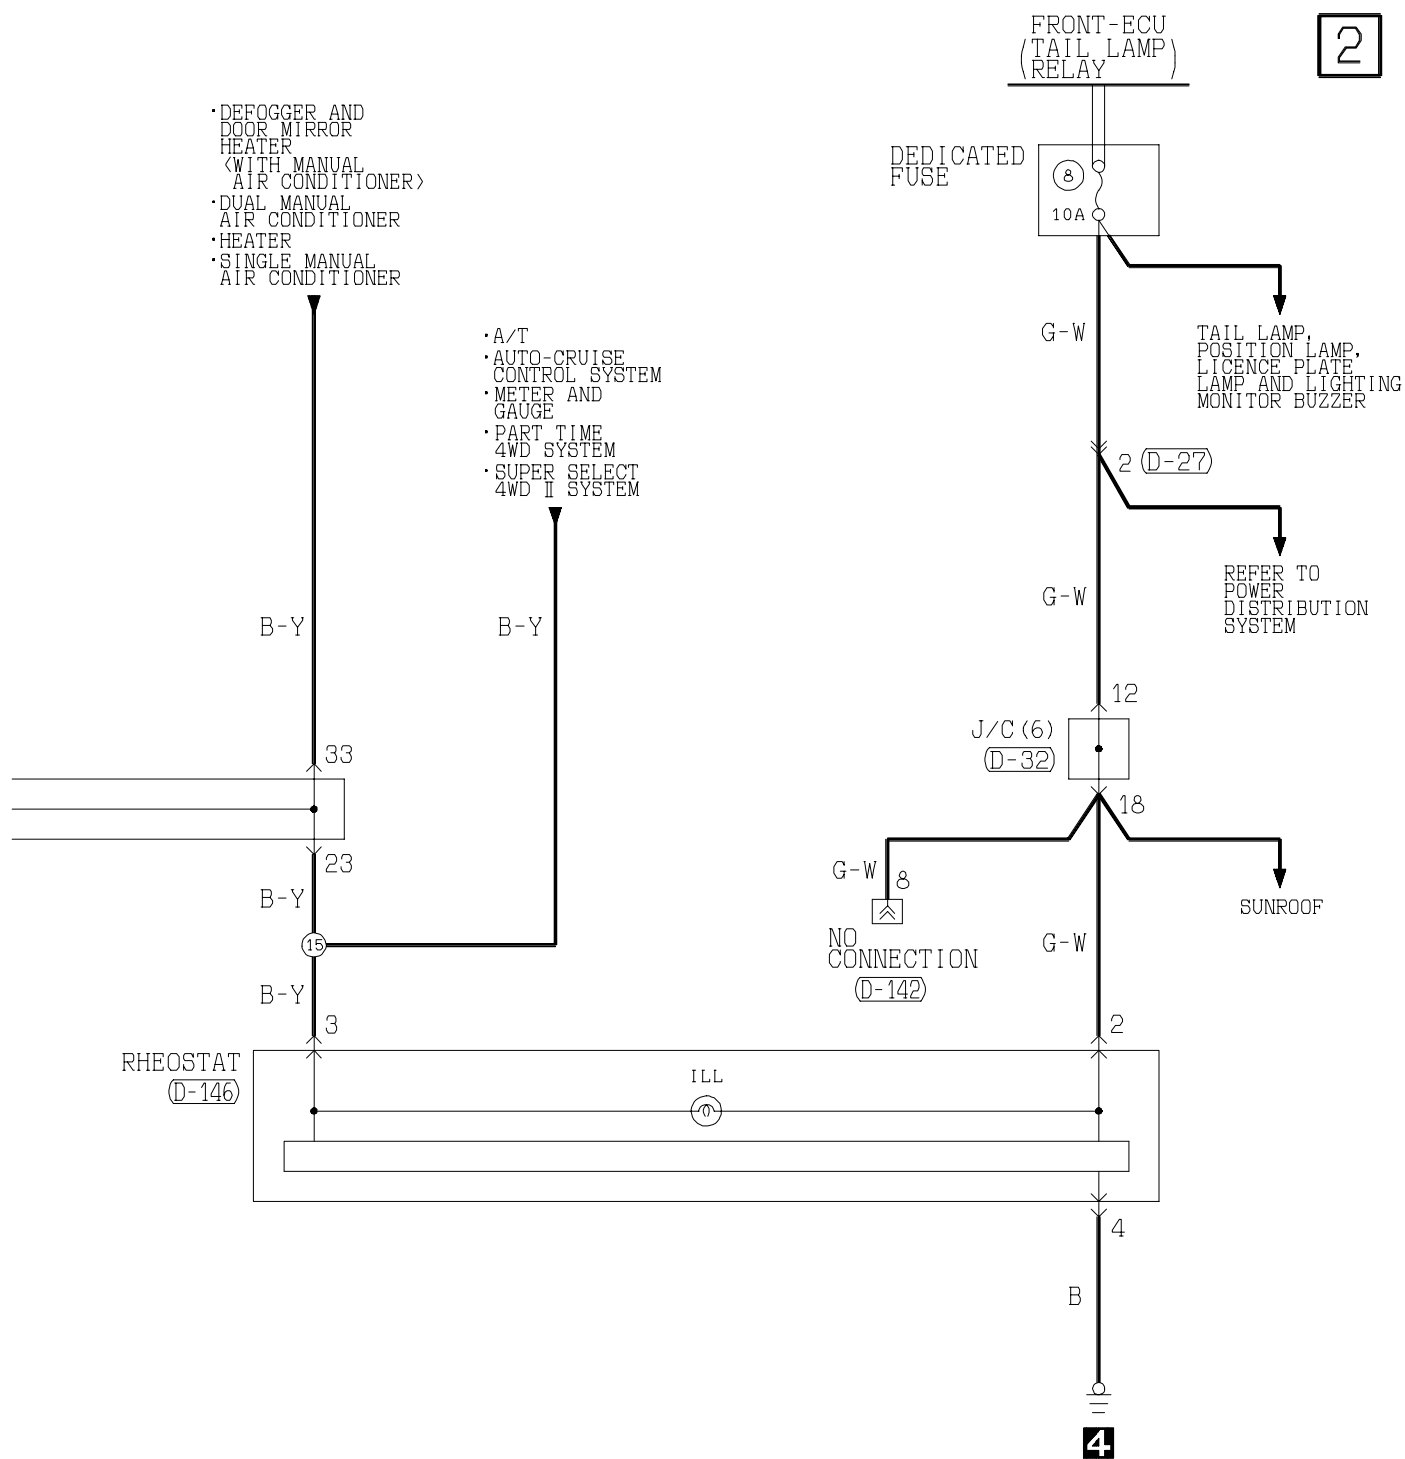 FRONT-ECU
(TAIL LAMP)
RELAY
2
·DEFOGGER AND
DOOR MIRROR
HEATER
<WITH MANUAL
AIR CONDITIONER>
·DUAL MANUAL
AIR CONDITIONER
·HEATER
·SINGLE MANUAL
AIR CONDITIONER
DEDICATED
FUSE
8
10A
·A/T
·AUTO-CRUISE
CONTROL SYSTEM
·METER AND
GAUGE
·PART TIME
4WD SYSTEM
·SUPER SELECT
4WD Ⅱ SYSTEM
G-W
TAIL LAMP,
POSITION LAMP,
LICENCE PLATE
LAMP AND LIGHTING
MONITOR BUZZER
2 (D-27)
G-W
REFER TO
POWER
DISTRIBUTION
SYSTEM
B-Y
B-Y
12
J/C(6)
(D-32)
18
33
23
B-Y
15
B-Y
3
G-W
8
NO
CONNECTION
(D-142)
G-W
SUNROOF
2
RHEOSTAT
(D-146)
ILL
4
B
4